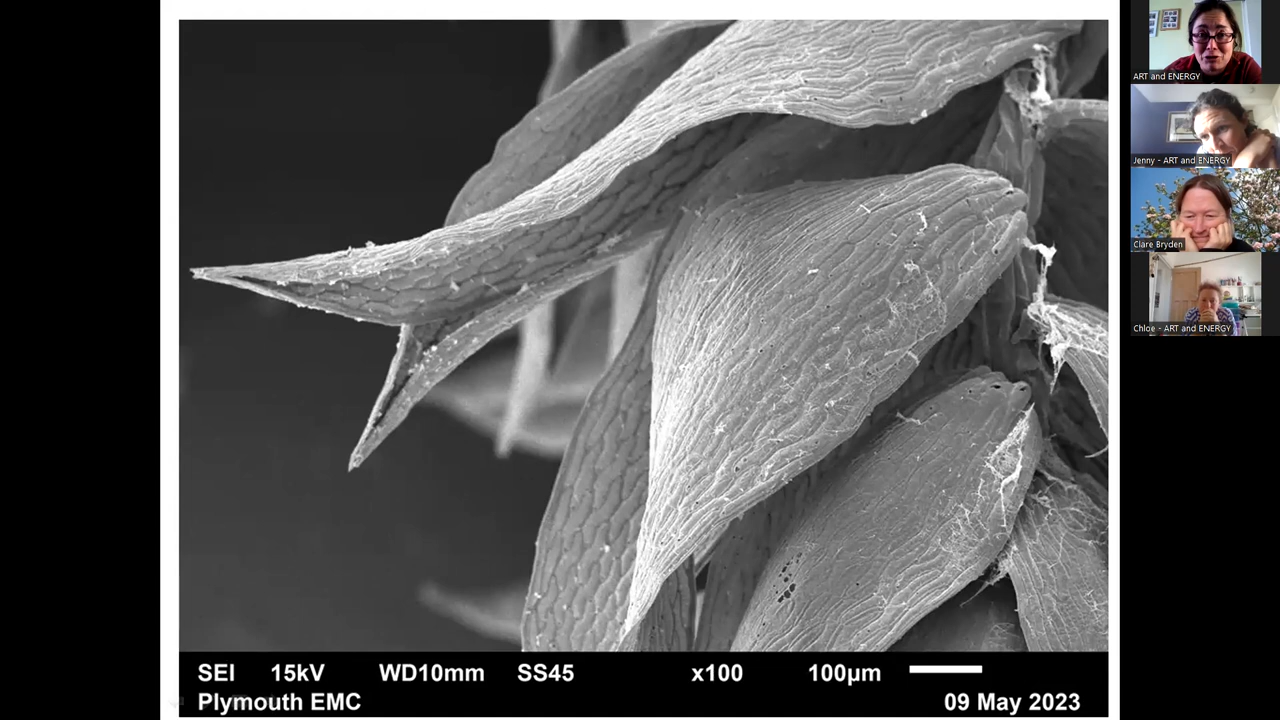 SEI 15kV WD10mm SS45 x100 100µm
Plymouth EMC 09 May 2023
ART and ENERGY
Jenny - ART and ENERGY
Clare Bryden
Chloe - ART and ENERGY